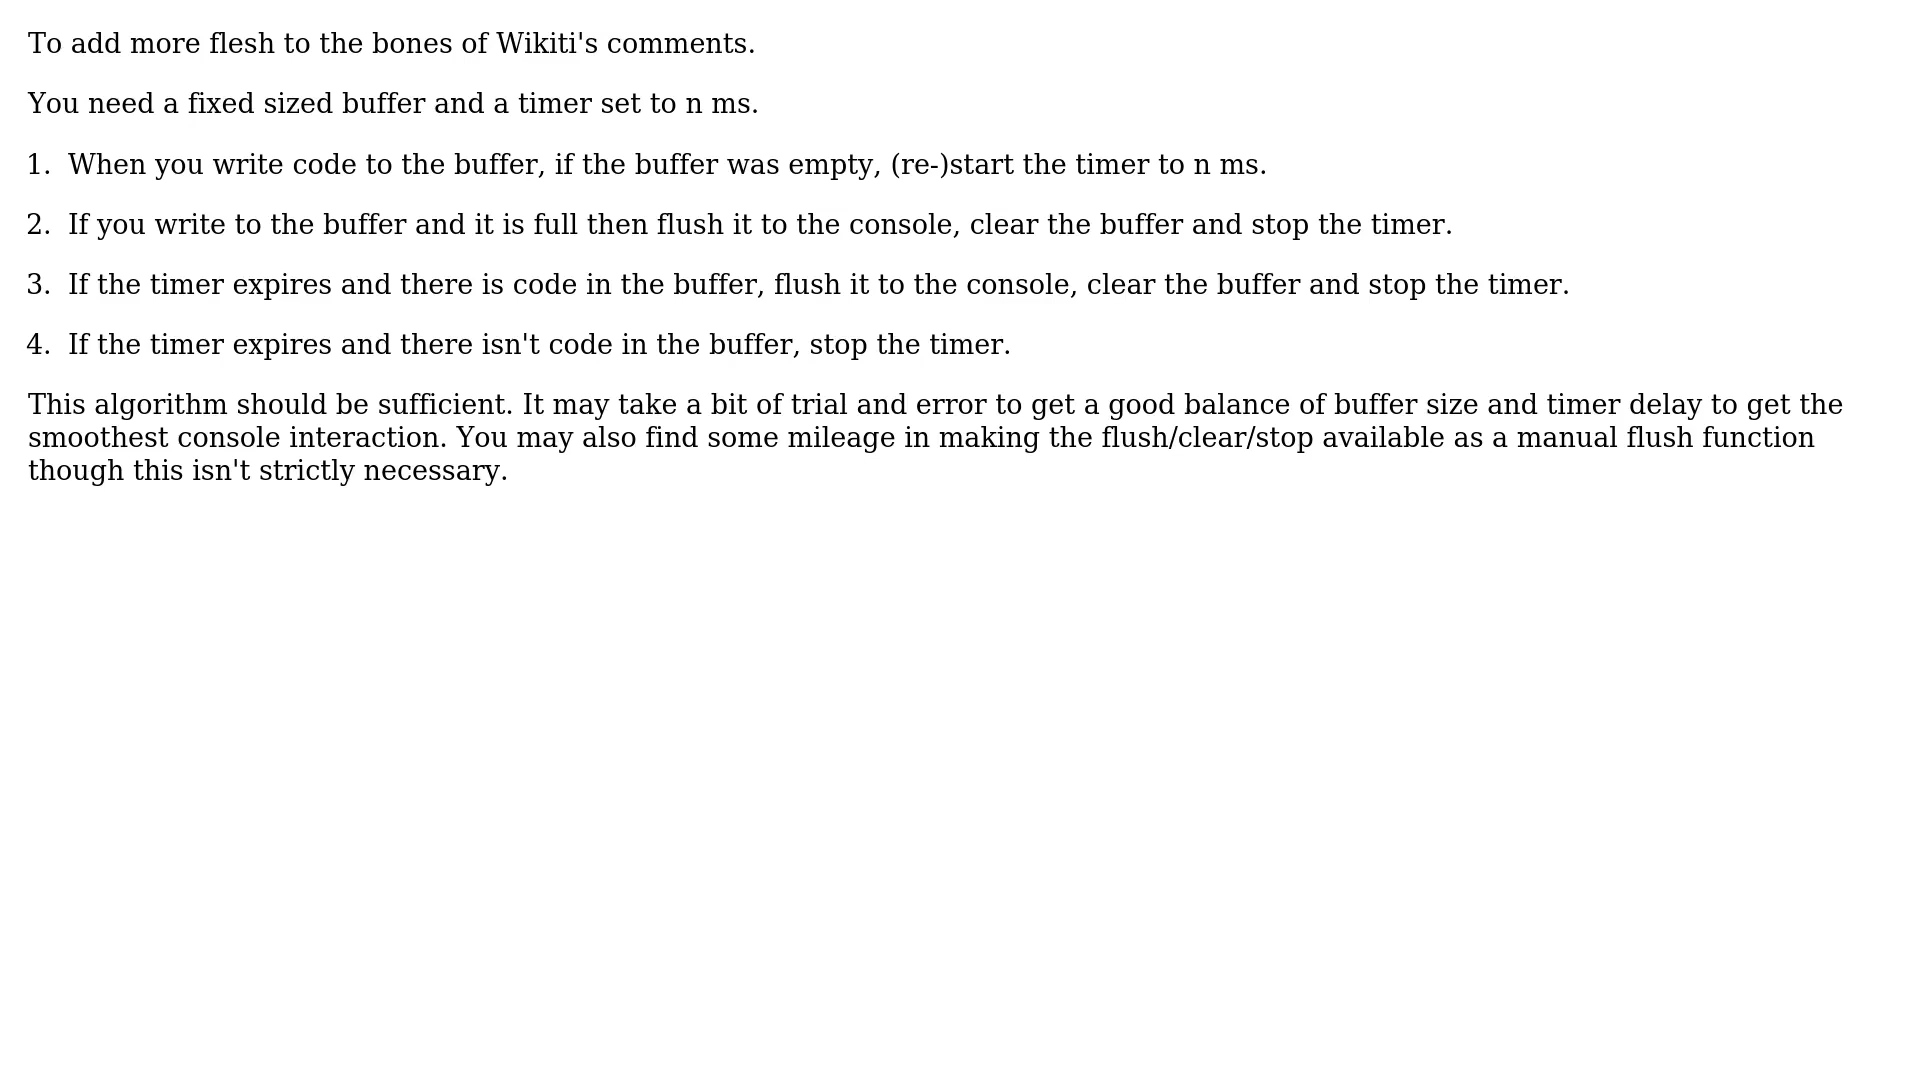 To add more flesh to the bones of Wikiti's comments.
You need a fixed sized buffer and a timer set to n ms.
1. When you write code to the buffer, if the buffer was empty, (re-)start the timer to n ms.
2. If you write to the buffer and it is full then flush it to the console, clear the buffer and stop the timer.
3. If the timer expires and there is code in the buffer, flush it to the console, clear the buffer and stop the timer.
4. If the timer expires and there isn't code in the buffer, stop the timer.
This algorithm should be sufficient. It may take a bit of trial and error to get a good balance of buffer size and timer delay to get the
smoothest console interaction. You may also find some mileage in making the flush/clear/stop available as a manual flush function
though this isn't strictly necessary.